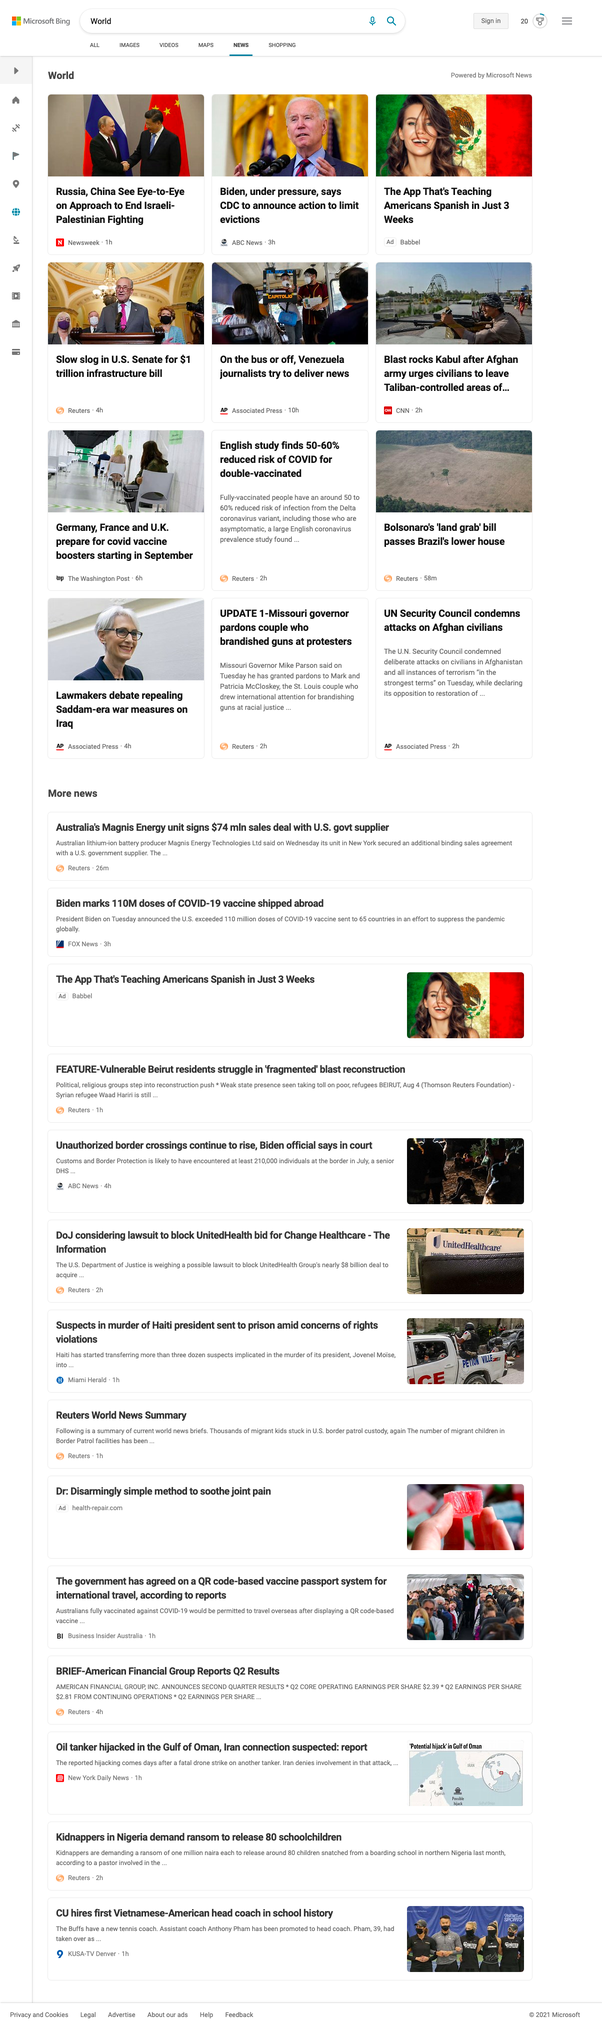 Microsoft Bing
World
Sign in
20
ALL
IMAGES
VIDEOS
MAPS
NEWS
SHOPPING
World
Powered by Microsoft News
Russia, China See Eye-to-Eye
on Approach to End Israeli-
Palestinian Fighting
Newsweek · 1h
Biden, under pressure, says
CDC to announce action to limit
evictions
ABC News · 3h
The App That's Teaching
Americans Spanish in Just 3
Weeks
Ad Babbel
Slow slog in U.S. Senate for $1
trillion infrastructure bill
Reuters · 4h
CAPITOLIO
On the bus or off, Venezuela
journalists try to deliver news
AP Associated Press · 10h
Blast rocks Kabul after Afghan
army urges civilians to leave
Taliban-controlled areas of...
CNN CNN · 2h
Germany, France and U.K.
prepare for covid vaccine
boosters starting in September
wp The Washington Post · 6h
English study finds 50-60%
reduced risk of COVID for
double-vaccinated
Fully-vaccinated people have an around 50 to
60% reduced risk of infection from the Delta
coronavirus variant, including those who are
asymptomatic, a large English coronavirus
prevalence study found ...
Reuters · 2h
Bolsonaro's 'land grab' bill
passes Brazil's lower house
Reuters · 58m
Lawmakers debate repealing
Saddam-era war measures on
Iraq
AP Associated Press · 4h
UPDATE 1-Missouri governor
pardons couple who
brandished guns at protesters
Missouri Governor Mike Parson said on
Tuesday he has granted pardons to Mark and
Patricia McCloskey, the St. Louis couple who
drew international attention for brandishing
guns at racial justice ...
Reuters · 2h
UN Security Council condemns
attacks on Afghan civilians
The U.N. Security Council condemned
deliberate attacks on civilians in Afghanistan
and all instances of terrorism "in the
strongest terms" on Tuesday, while declaring
its opposition to restoration of ...
AP Associated Press · 2h
More news
Australia's Magnis Energy unit signs $74 mln sales deal with U.S. govt supplier
Australian lithium-ion battery producer Magnis Energy Technologies Ltd said on Wednesday its unit in New York secured an additional binding sales agreement
with a U.S. government supplier. The ...
Reuters · 26m
Biden marks 110M doses of COVID-19 vaccine shipped abroad
President Biden on Tuesday announced the U.S. exceeded 110 million doses of COVID-19 vaccine sent to 65 countries in an effort to suppress the pandemic
globally.
FOX News · 3h
The App That's Teaching Americans Spanish in Just 3 Weeks
Ad Babbel
FEATURE-Vulnerable Beirut residents struggle in 'fragmented' blast reconstruction
Political, religious groups step into reconstruction push * Weak state presence seen taking toll on poor, refugees BEIRUT, Aug 4 (Thomson Reuters Foundation) -
Syrian refugee Waad Hariri is still ...
Reuters · 1h
Unauthorized border crossings continue to rise, Biden official says in court
Customs and Border Protection is likely to have encountered at least 210,000 individuals at the border in July, a senior
DHS ...
ABC News · 4h
DoJ considering lawsuit to block UnitedHealth bid for Change Healthcare - The
Information
The U.S. Department of Justice is weighing a possible lawsuit to block UnitedHealth Group's nearly $8 billion deal to
acquire ...
Reuters · 2h
UnitedHealthcare
Suspects in murder of Haiti president sent to prison amid concerns of rights
violations
Haiti has started transferring more than three dozen suspects implicated in the murder of its president, Jovenel Moïse,
into ...
Miami Herald · 1h
PETION VILLE
ICE
Reuters World News Summary
Following is a summary of current world news briefs. Thousands of migrant kids stuck in U.S. border patrol custody, again The number of migrant children in
Border Patrol facilities has been ...
Reuters · 1h
Dr: Disarmingly simple method to soothe joint pain
Ad health-repair.com
The government has agreed on a QR code-based vaccine passport system for
international travel, according to reports
Australians fully vaccinated against COVID-19 would be permitted to travel overseas after displaying a QR code-based
vaccine ...
BI Business Insider Australia · 1h
BRIEF-American Financial Group Reports Q2 Results
AMERICAN FINANCIAL GROUP, INC. ANNOUNCES SECOND QUARTER RESULTS * Q2 CORE OPERATING EARNINGS PER SHARE $2.39 * Q2 EARNINGS PER SHARE
$2.81 FROM CONTINUING OPERATIONS * Q2 EARNINGS PER SHARE ...
Reuters · 4h
Oil tanker hijacked in the Gulf of Oman, Iran connection suspected: report
The reported hijacking comes days after a fatal drone strike on another tanker. Iran denies involvement in that attack, ...
New York Daily News · 1h
'Potential hijack' in Gulf of Oman
Kidnappers in Nigeria demand ransom to release 80 schoolchildren
Kidnappers are demanding a ransom of one million naira each to release around 80 children snatched from a boarding school in northern Nigeria last month,
according to a pastor involved in the ...
Reuters · 2h
CU hires first Vietnamese-American head coach in school history
The Buffs have a new tennis coach. Assistant coach Anthony Pham has been promoted to head coach. Pham, 39, had
taken over as ...
9 KUSA-TV Denver · 1h
Privacy and Cookies
Legal
Advertise
About our ads
Help
Feedback
© 2021 Microsoft